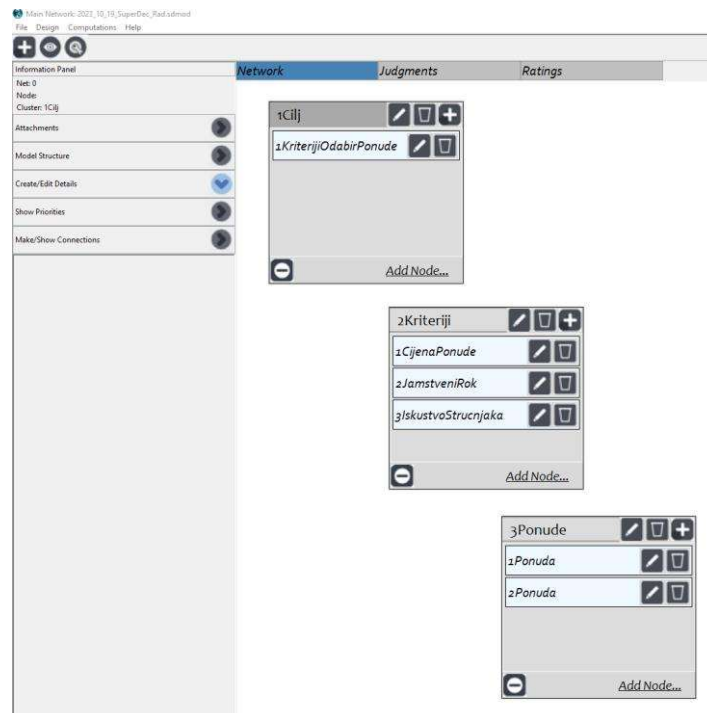 Main Network: 2023_10_19_SuperDec_Rad.sdmod
File Design Computations Help
Information Panel
Net: 0
Node:
Cluster: 1Cilj
Attachments
Model Structure
Create/Edit Details
Show Priorities
Make/Show Connections
Network Judgments Ratings
1Cilj
1KriterijiOdabirPonude
Add Node...
2Kriteriji
1CijenaPonude
2JamstveniRok
3IskustvoStrucnjaka
Add Node...
3Ponude
1Ponuda
2Ponuda
Add Node...